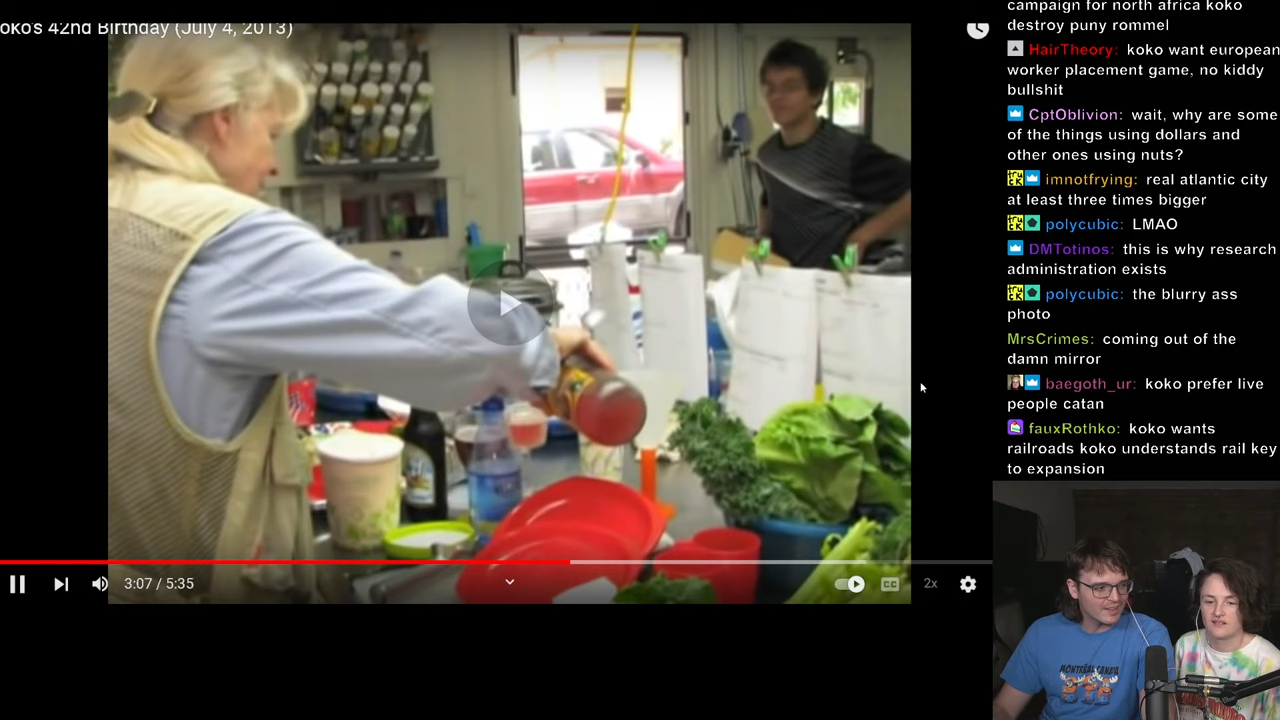 oko's 42nd Birthday (July 4, 2013)
campaign for north africa koko
destroy puny rommel
HairTheory: koko want european
worker placement game, no kiddy
bullshit
CptOblivion: wait, why are some
of the things using dollars and
other ones using nuts?
imnotfrying: real atlantic city
at least three times bigger
polycubic: LMAO
DMTotinos: this is why research
administration exists
polycubic: the blurry ass
photo
MrsCrimes: coming out of the
damn mirror
baegoth_ur: koko prefer live
people catan
fauxRothko: koko wants
railroads koko understands rail key
to expansion
3:07 / 5:35
CC
2x
MONTRÉAL CANADA